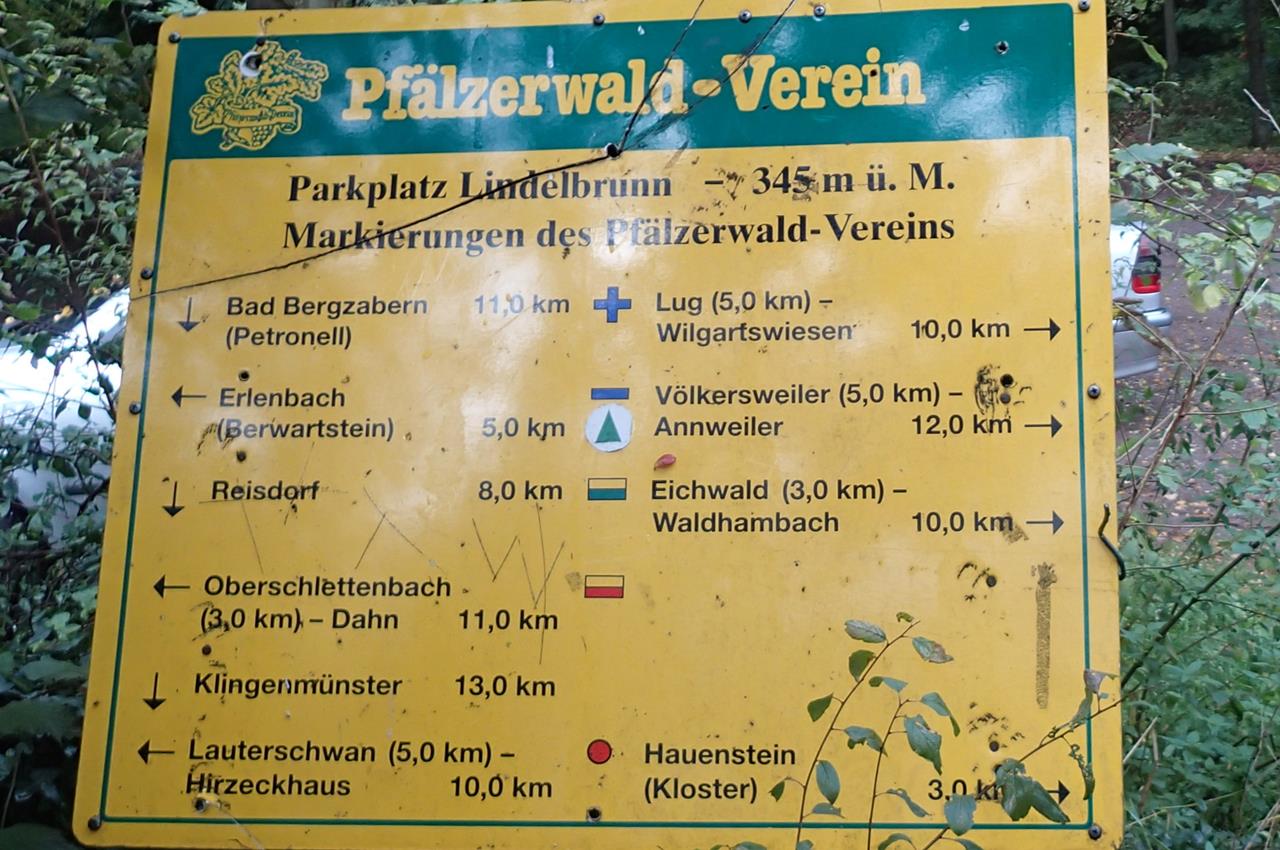 Pfälzerwald-Verein
Parkplatz Lindelbrunn – 345 m ü. M.
Markierungen des Pfälzerwald-Vereins
↓ Bad Bergzabern 11,0 km
(Petronell)
Lug (5,0 km) –
Wilgartswiesen 10,0 km →
← Erlenbach
(Berwartstein) 5,0 km
Völkersweiler (5,0 km) –
Annweiler 12,0 km →
↓ Reisdorf 8,0 km
Eichwald (3,0 km) –
Waldhambach 10,0 km →
← Oberschlettenbach
(3,0 km) – Dahn 11,0 km
↓ Klingenmünster 13,0 km
← Lauterschwan (5,0 km) –
Hirzeckhaus 10,0 km
Hauenstein
(Kloster) 3,0 km →